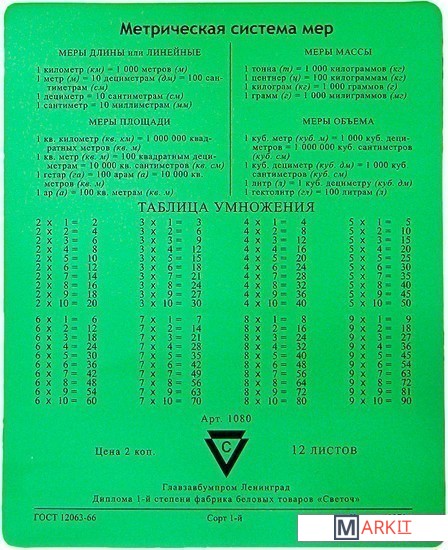 Метрическая система мер
МЕРЫ ДЛИНЫ или ЛИНЕЙНЫЕ
1 километр (км) = 1 000 метров (м)
1 метр (м) = 10 дециметрам (дм) = 100 сан-
тиметрам (см)
1 дециметр = 10 сантиметрам (см)
1 сантиметр = 10 миллиметрам (мм)
МЕРЫ ПЛОЩАДИ
1 кв. километр (кв. км) = 1 000 000 квад-
ратных метров (кв. м)
1 кв. метр (кв. м) = 100 квадратным деци-
метрам = 10 000 кв. сантиметров (кв. см)
1 гегар (га) = 100 арам (а) = 10 000 кв.
метров (кв. м)
1 ар (а) = 100 кв. метрам (кв. м)
МЕРЫ МАССЫ
1 тонна (т) = 1 000 килограммов (кг)
1 центнер (ц) = 100 килограммам (кг)
1 килограмм (кг) = 1 000 граммов (г)
1 грамм (г) = 1 000 милиграммов (мг)
МЕРЫ ОБЪЕМА
1 куб. метр (куб. м) = 1 000 куб. деци-
метров = 1 000 000 куб. сантиметров
(куб. см)
1 куб. дециметр (куб. дм) = 1 000 куб
сантиметров (куб. см)
1 литр (л) = 1 куб. дециметру (куб. дм)
1 гектолитр (гл) = 100 литрам (л)
ТАБЛИЦА УМНОЖЕНИЯ
2 x 1 = 2 3 x 1 = 3 4 x 1 = 4 5 x 1 = 5
2 x 2 = 4 3 x 2 = 6 4 x 2 = 8 5 x 2 = 10
2 x 3 = 6 3 x 3 = 9 4 x 3 = 12 5 x 3 = 15
2 x 4 = 8 3 x 4 = 12 4 x 4 = 16 5 x 4 = 20
2 x 5 = 10 3 x 5 = 15 4 x 5 = 20 5 x 5 = 25
2 x 6 = 12 3 x 6 = 18 4 x 6 = 24 5 x 6 = 30
2 x 7 = 14 3 x 7 = 21 4 x 7 = 28 5 x 7 = 35
2 x 8 = 16 3 x 8 = 24 4 x 8 = 32 5 x 8 = 40
2 x 9 = 18 3 x 9 = 27 4 x 9 = 36 5 x 9 = 45
2 x 10 = 20 3 x 10 = 30 4 x 10 = 40 5 x 10 = 50
6 x 1 = 6 7 x 1 = 7 8 x 1 = 8 9 x 1 = 9
6 x 2 = 12 7 x 2 = 14 8 x 2 = 16 9 x 2 = 18
6 x 3 = 18 7 x 3 = 21 8 x 3 = 24 9 x 3 = 27
6 x 4 = 24 7 x 4 = 28 8 x 4 = 32 9 x 4 = 36
6 x 5 = 30 7 x 5 = 35 8 x 5 = 40 9 x 5 = 45
6 x 6 = 36 7 x 6 = 42 8 x 6 = 48 9 x 6 = 54
6 x 7 = 42 7 x 7 = 49 8 x 7 = 56 9 x 7 = 63
6 x 8 = 48 7 x 8 = 56 8 x 8 = 64 9 x 8 = 72
6 x 9 = 54 7 x 9 = 63 8 x 9 = 72 9 x 9 = 81
6 x 10 = 60 7 x 10 = 70 8 x 10 = 80 9 x 10 = 90
Арт. 1080
Цена 2 коп.
С
12 ЛИСТОВ
Главзавбумпром Ленинград
Диплома 1-й степени фабрика беловых товаров «Светоч»
ГОСТ 12063-66 Сорт 1-й
MARKIT